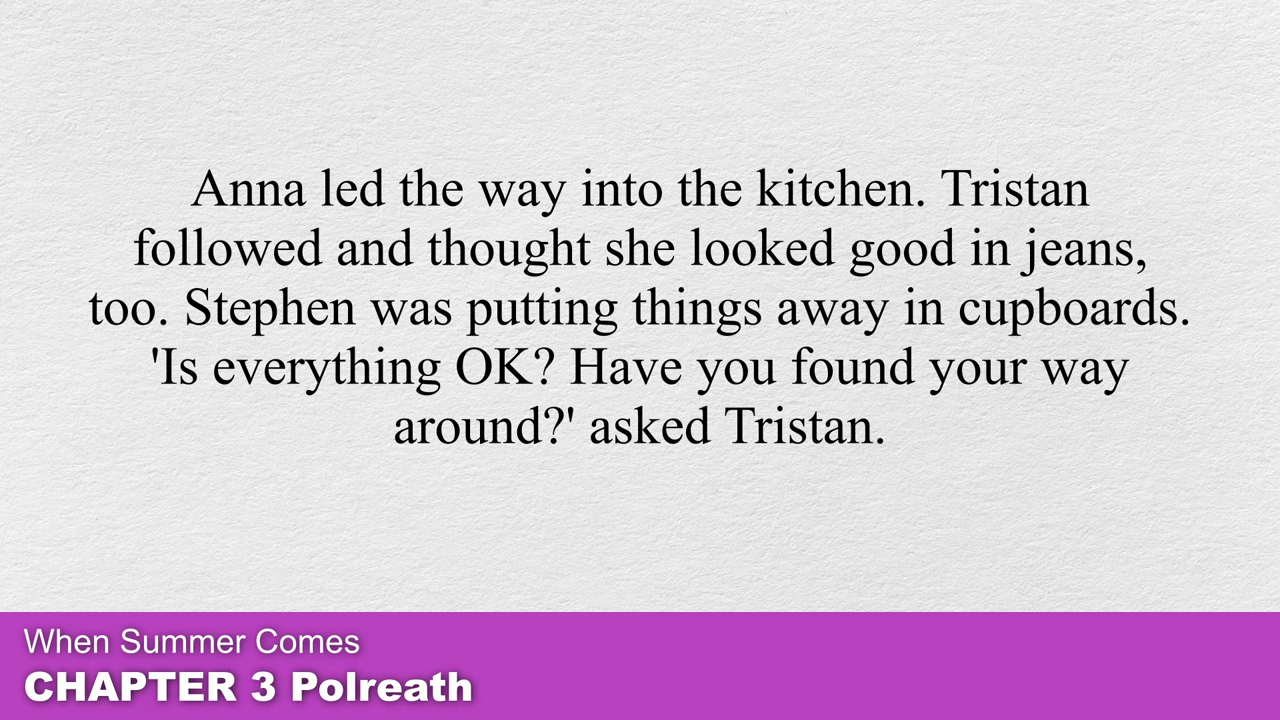 Anna led the way into the kitchen. Tristan
followed and thought she looked good in jeans,
too. Stephen was putting things away in cupboards.
'Is everything OK? Have you found your way
around?' asked Tristan.
When Summer Comes
CHAPTER 3 Polreath